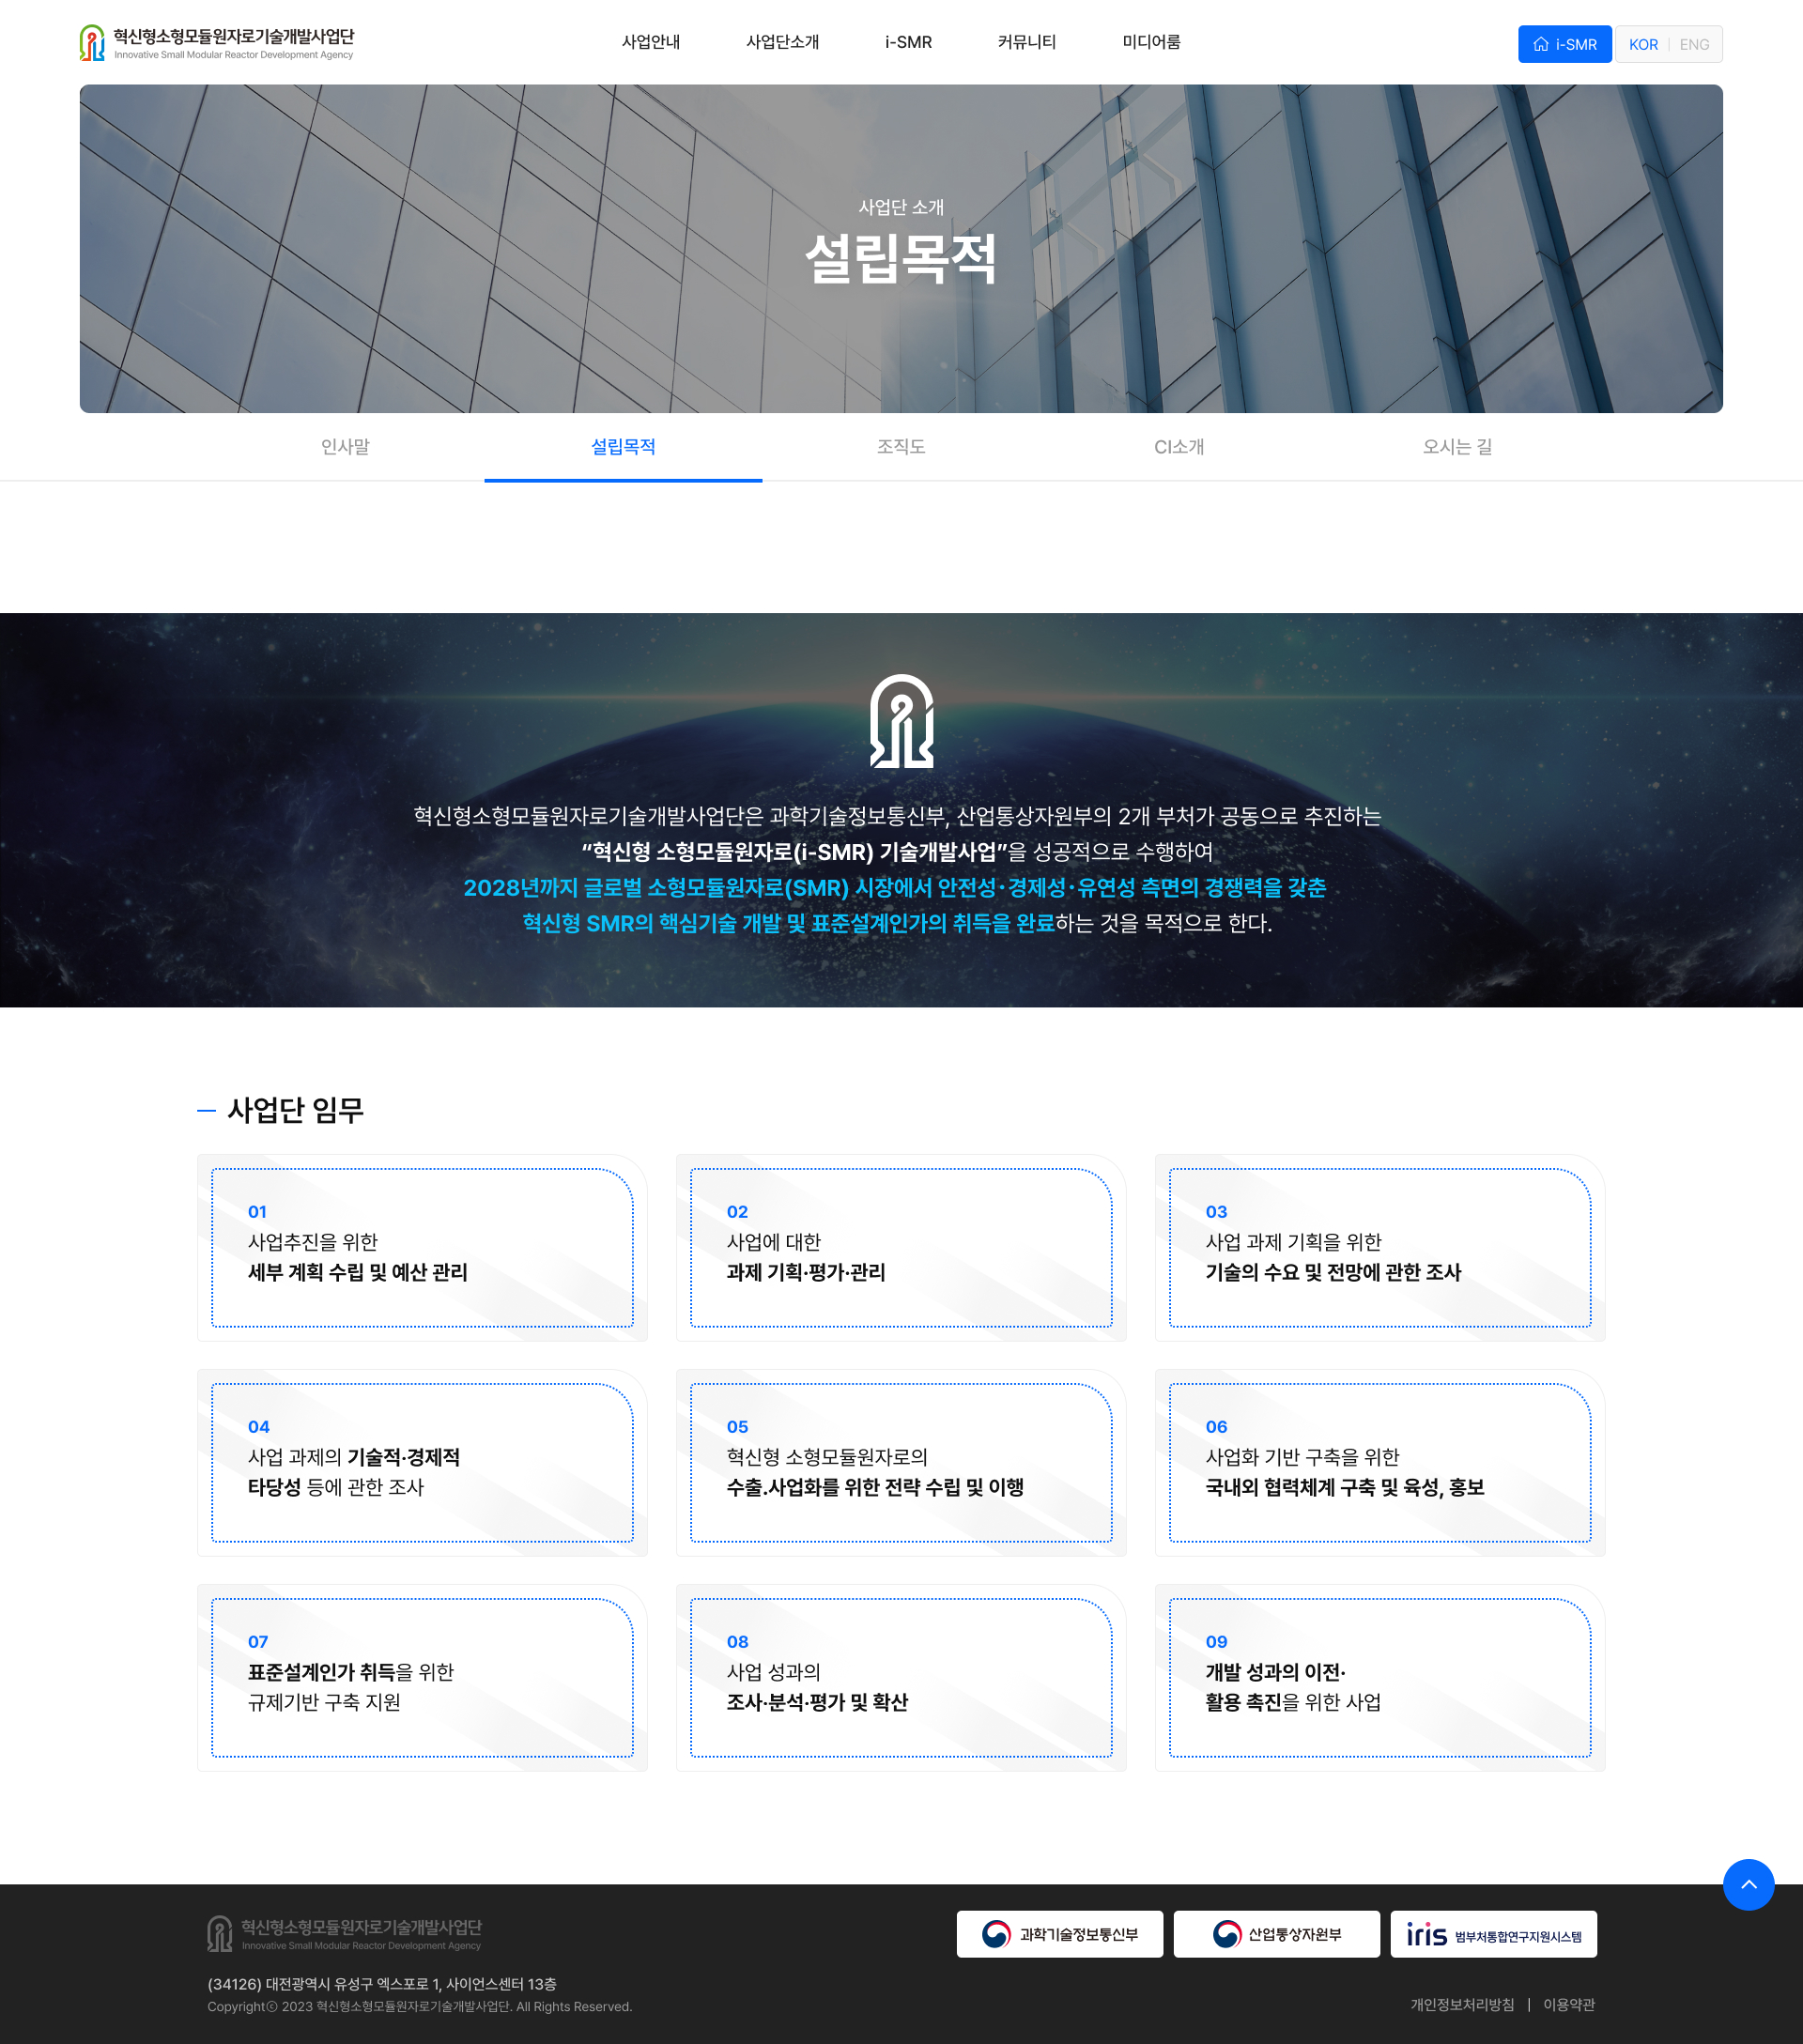 혁신형소형모듈원자로기술개발사업단
Innovative Small Modular Reactor Development Agency
사업안내
사업단소개
i-SMR
커뮤니티
미디어룸
i-SMR
KOR
ENG
사업단 소개
설립목적
인사말
설립목적
조직도
CI소개
오시는 길
혁신형소형모듈원자로기술개발사업단은 과학기술정보통신부, 산업통상자원부의 2개 부처가 공동으로 추진하는
“혁신형 소형모듈원자로(i-SMR) 기술개발사업”을 성공적으로 수행하여
2028년까지 글로벌 소형모듈원자로(SMR) 시장에서 안전성·경제성·유연성 측면의 경쟁력을 갖춘
혁신형 SMR의 핵심기술 개발 및 표준설계인가의 취득을 완료하는 것을 목적으로 한다.
사업단 임무
01
사업추진을 위한
세부 계획 수립 및 예산 관리
02
사업에 대한
과제 기획·평가·관리
03
사업 과제 기획을 위한
기술의 수요 및 전망에 관한 조사
04
사업 과제의 기술적·경제적
타당성 등에 관한 조사
05
혁신형 소형모듈원자로의
수출.사업화를 위한 전략 수립 및 이행
06
사업화 기반 구축을 위한
국내외 협력체계 구축 및 육성, 홍보
07
표준설계인가 취득을 위한
규제기반 구축 지원
08
사업 성과의
조사·분석·평가 및 확산
09
개발 성과의 이전·
활용 촉진을 위한 사업
혁신형소형모듈원자로기술개발사업단
Innovative Small Modular Reactor Development Agency
과학기술정보통신부
산업통상자원부
iris 범부처통합연구지원시스템
(34126) 대전광역시 유성구 엑스포로 1, 사이언스센터 13층
Copyrightⓒ 2023 혁신형소형모듈원자로기술개발사업단. All Rights Reserved.
개인정보처리방침 | 이용약관